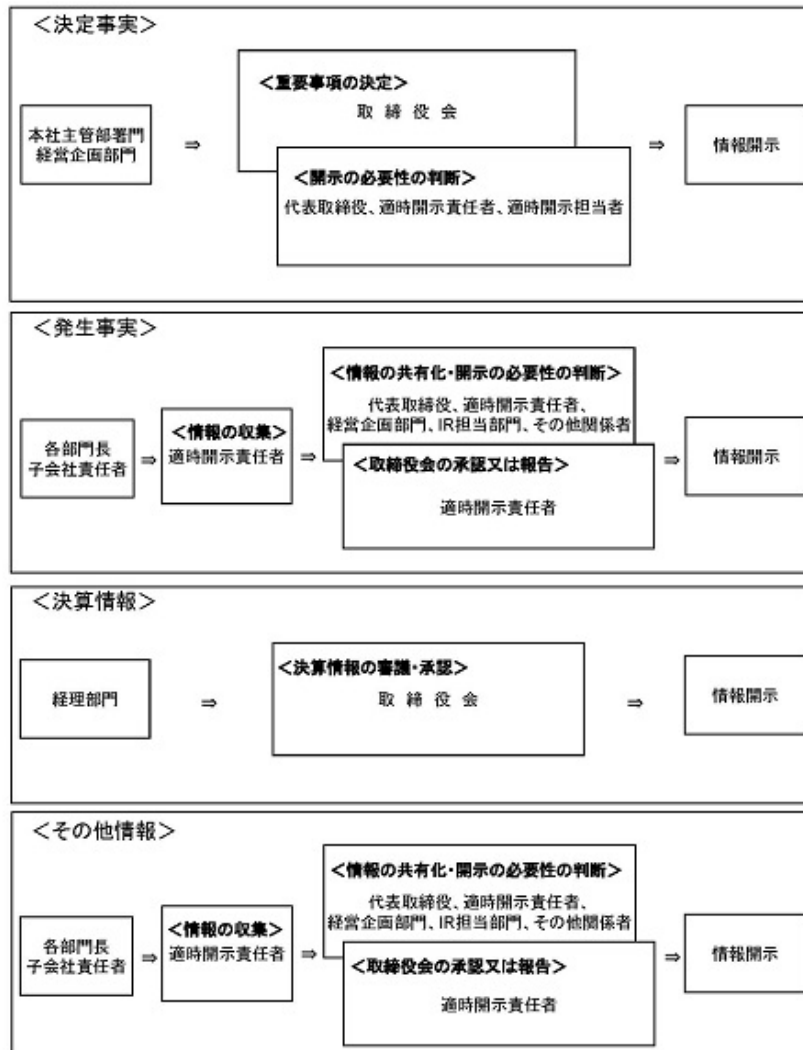 ＜決定事実＞
＜重要事項の決定＞
取 締 役 会
本社主管部署門
経営企画部門
⇒
⇒
情報開示
＜開示の必要性の判断＞
代表取締役、適時開示責任者、適時開示担当者
＜発生事実＞
＜情報の共有化・開示の必要性の判断＞
代表取締役、適時開示責任者、
経営企画部門、IR担当部門、その他関係者
各部門長
子会社責任者
⇒
＜情報の収集＞
適時開示責任者
⇒
＜取締役会の承認又は報告＞
適時開示責任者
⇒
情報開示
＜決算情報＞
経理部門
⇒
＜決算情報の審議・承認＞
取 締 役 会
⇒
情報開示
＜その他情報＞
＜情報の共有化・開示の必要性の判断＞
代表取締役、適時開示責任者、
経営企画部門、IR担当部門、その他関係者
各部門長
子会社責任者
⇒
＜情報の収集＞
適時開示責任者
⇒
＜取締役会の承認又は報告＞
適時開示責任者
⇒
情報開示